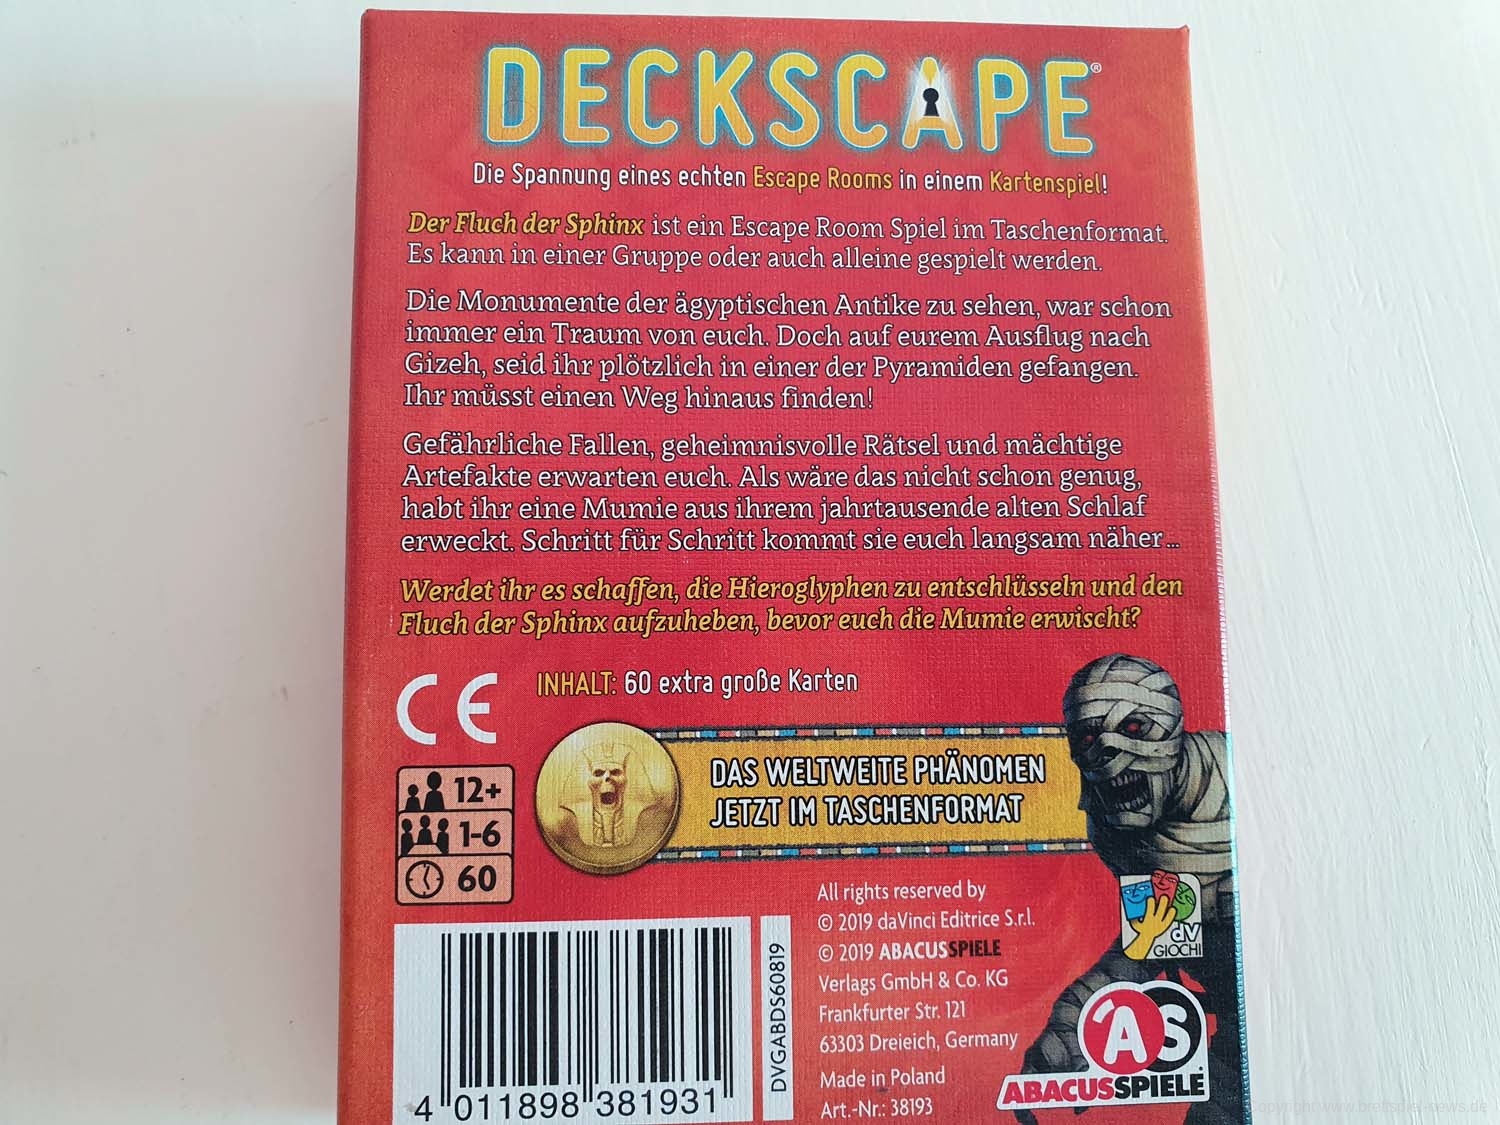 DECKSCAPE®
Die Spannung eines echten Escape Rooms in einem Kartenspiel!
Der Fluch der Sphinx ist ein Escape Room Spiel im Taschenformat.
Es kann in einer Gruppe oder auch alleine gespielt werden.
Die Monumente der ägyptischen Antike zu sehen, war schon
immer ein Traum von euch. Doch auf eurem Ausflug nach
Gizeh, seid ihr plötzlich in einer der Pyramiden gefangen.
Ihr müsst einen Weg hinaus finden!
Gefährliche Fallen, geheimnisvolle Rätsel und mächtige
Artefakte erwarten euch. Als wäre das nicht schon genug,
habt ihr eine Mumie aus ihrem jahrtausende alten Schlaf
erweckt. Schritt für Schritt kommt sie euch langsam näher...
Werdet ihr es schaffen, die Hieroglyphen zu entschlüsseln und den
Fluch der Sphinx aufzuheben, bevor euch die Mumie erwischt?
CE
INHALT: 60 extra große Karten
DAS WELTWEITE PHÄNOMEN
JETZT IM TASCHENFORMAT
12+
1-6
60
All rights reserved by
© 2019 daVinci Editrice S.r.l.
© 2019 ABACUSSPIELE
Verlags GmbH & Co. KG
Frankfurter Str. 121
63303 Dreieich, Germany
Made in Poland
Art.-Nr.: 38193
DVGABDS60819
4 011898 381931
dV
GIOCHI
AS
ABACUSSPIELE®
copyright www.brettspiel-news.de